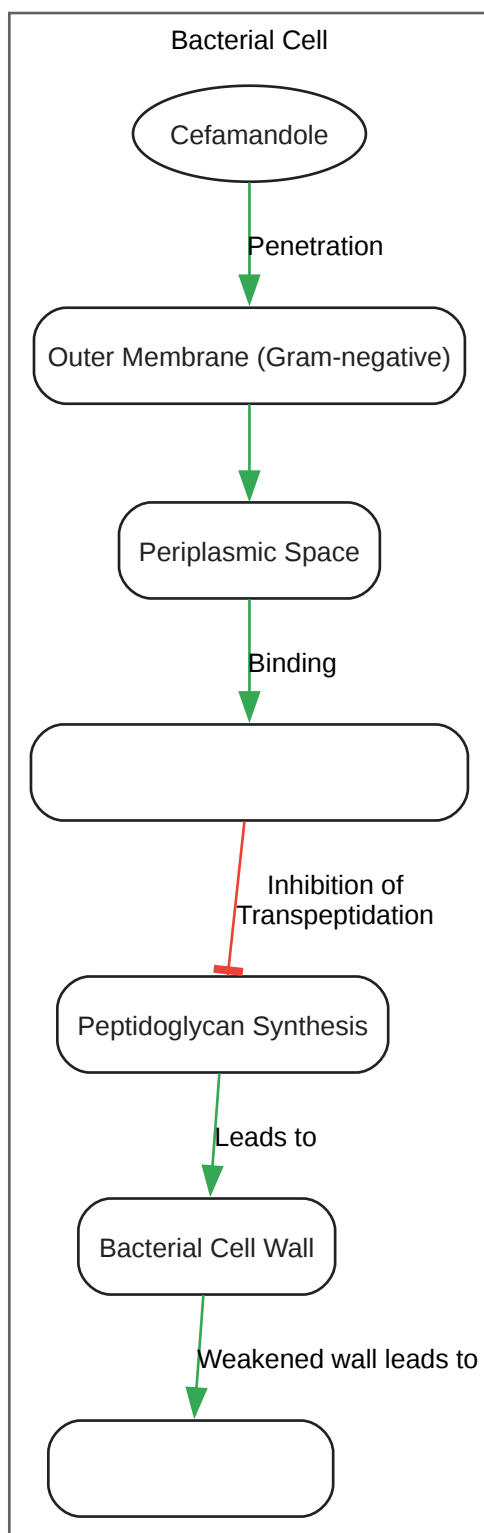 Bacterial Cell
Cefamandole
Penetration
Outer Membrane (Gram-negative)
Periplasmic Space
Binding
Inhibition of
Transpeptidation
Peptidoglycan Synthesis
Leads to
Bacterial Cell Wall
Weakened wall leads to